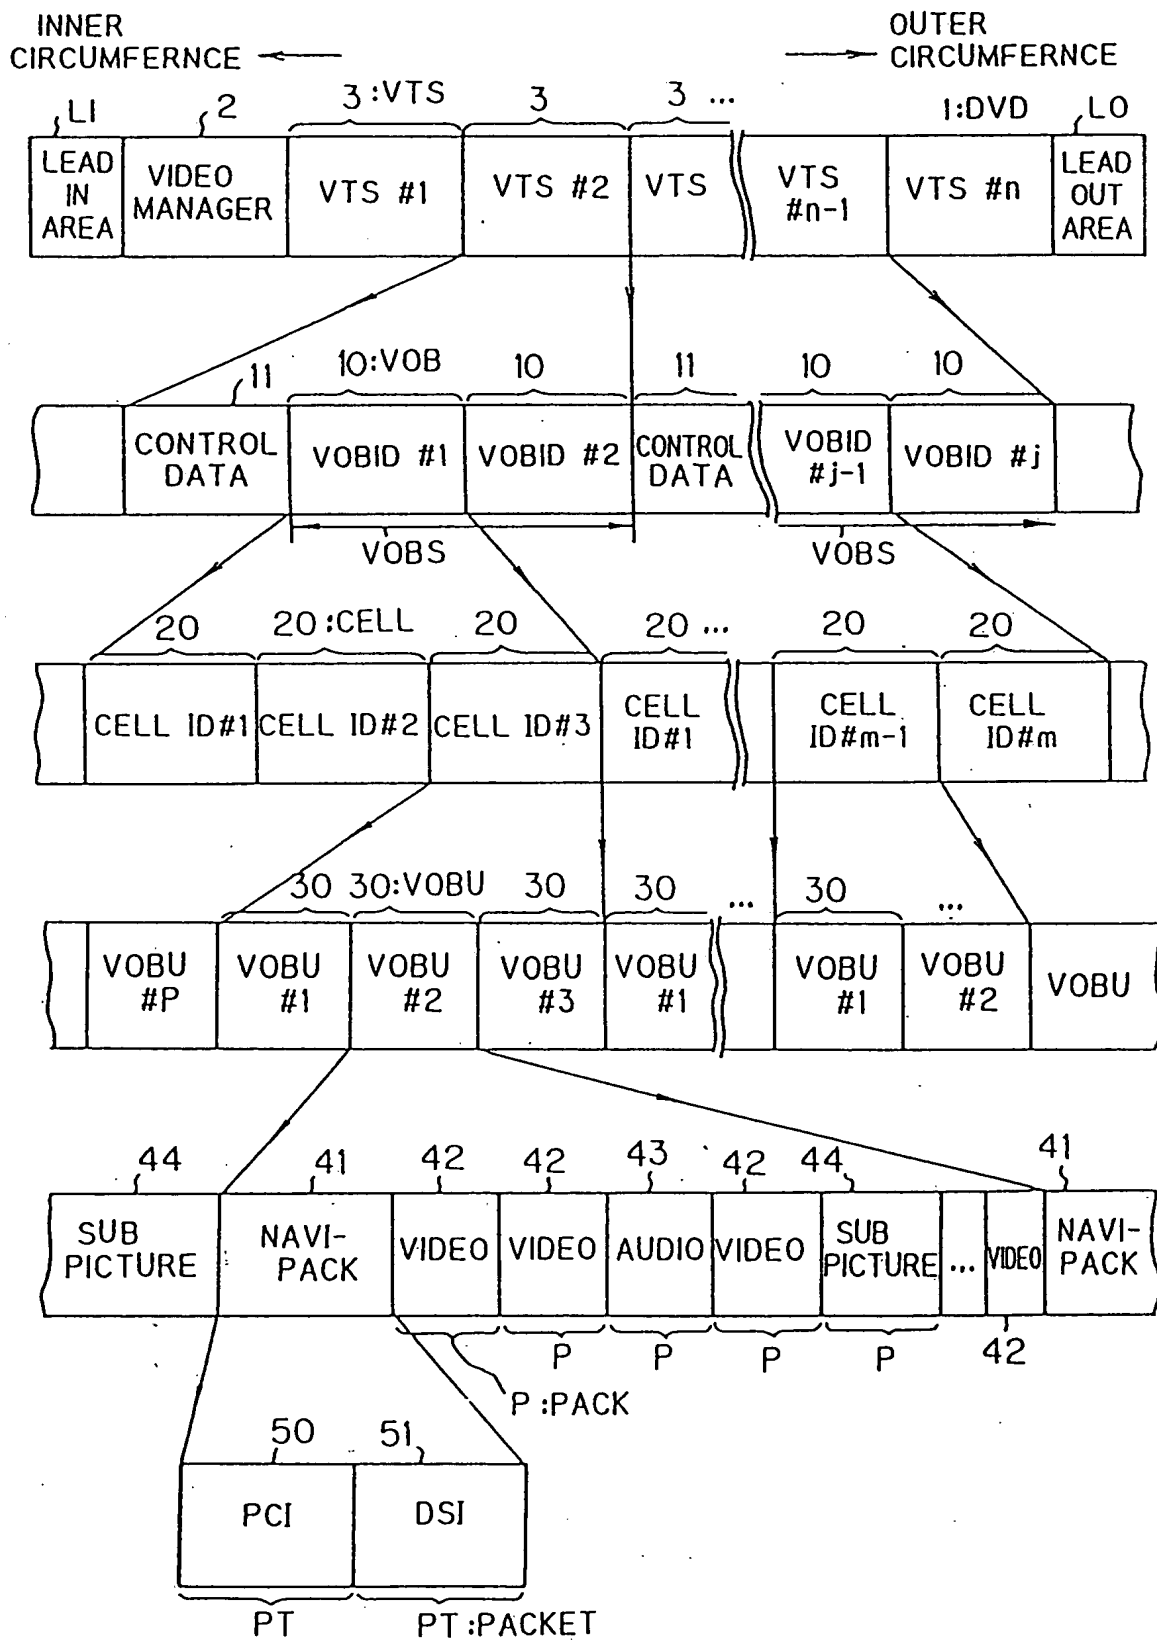 INNER
CIRCUMFERNCE
OUTER
CIRCUMFERNCE
LI 2 3:VTS 3 3 ... 1:DVD LO
LEAD
IN
AREA
VIDEO
MANAGER
VTS #1
VTS #2
VTS
VTS
#n-1
VTS #n
LEAD
OUT
AREA
11 10:VOB 10 11 10 10
CONTROL
DATA
VOBID #1
VOBID #2
CONTROL
DATA
VOBID
#j-1
VOBID #j
VOBS
VOBS
20 20:CELL 20 20 ... 20 20
CELL ID#1
CELL ID#2
CELL ID#3
CELL
ID#1
CELL
ID#m-1
CELL
ID#m
30 30:VOBU 30 30 ... 30 ...
VOBU
#P
VOBU
#1
VOBU
#2
VOBU
#3
VOBU
#1
VOBU
#1
VOBU
#2
VOBU
44 41 42 42 43 42 44 41
SUB
PICTURE
NAVI-
PACK
VIDEO
VIDEO
AUDIO
VIDEO
SUB
PICTURE
...
VIDEO
NAVI-
PACK
P P P P 42
P:PACK
50 51
PCI
DSI
PT PT:PACKET